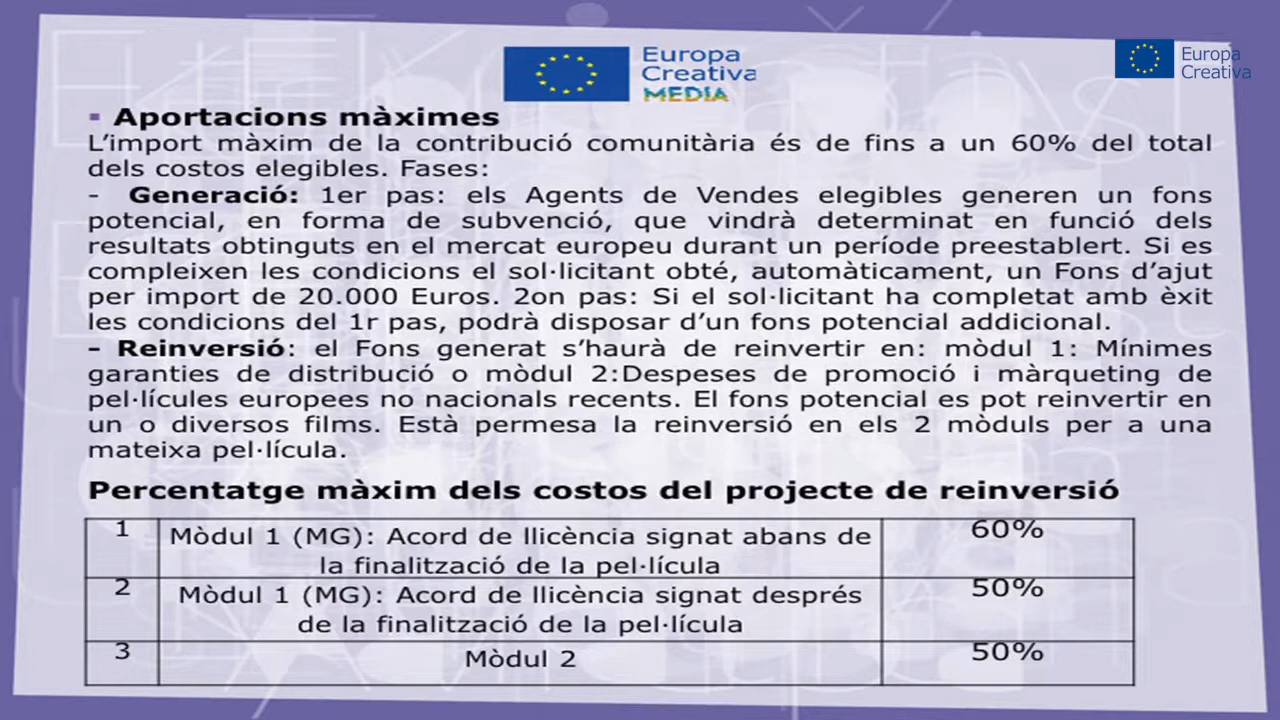 Europa
Creativa
MEDIA
Europa
Creativa
▪ Aportacions màximes
L’import màxim de la contribució comunitària és de fins a un 60% del total
dels costos elegibles. Fases:
- Generació: 1er pas: els Agents de Vendes elegibles generen un fons
potencial, en forma de subvenció, que vindrà determinat en funció dels
resultats obtinguts en el mercat europeu durant un període preestablert. Si es
compleixen les condicions el sol·licitant obté, automàticament, un Fons d’ajut
per import de 20.000 Euros. 2on pas: Si el sol·licitant ha completat amb èxit
les condicions del 1r pas, podrà disposar d’un fons potencial addicional.
- Reinversió: el Fons generat s’haurà de reinvertir en: mòdul 1: Mínimes
garanties de distribució o mòdul 2:Despeses de promoció i màrqueting de
pel·lícules europees no nacionals recents. El fons potencial es pot reinvertir en
un o diversos films. Està permesa la reinversió en els 2 mòduls per a una
mateixa pel·lícula.
Percentatge màxim dels costos del projecte de reinversió
1 Mòdul 1 (MG): Acord de llicència signat abans de 60%
la finalització de la pel·lícula
2 Mòdul 1 (MG): Acord de llicència signat després 50%
de la finalització de la pel·lícula
3 Mòdul 2 50%